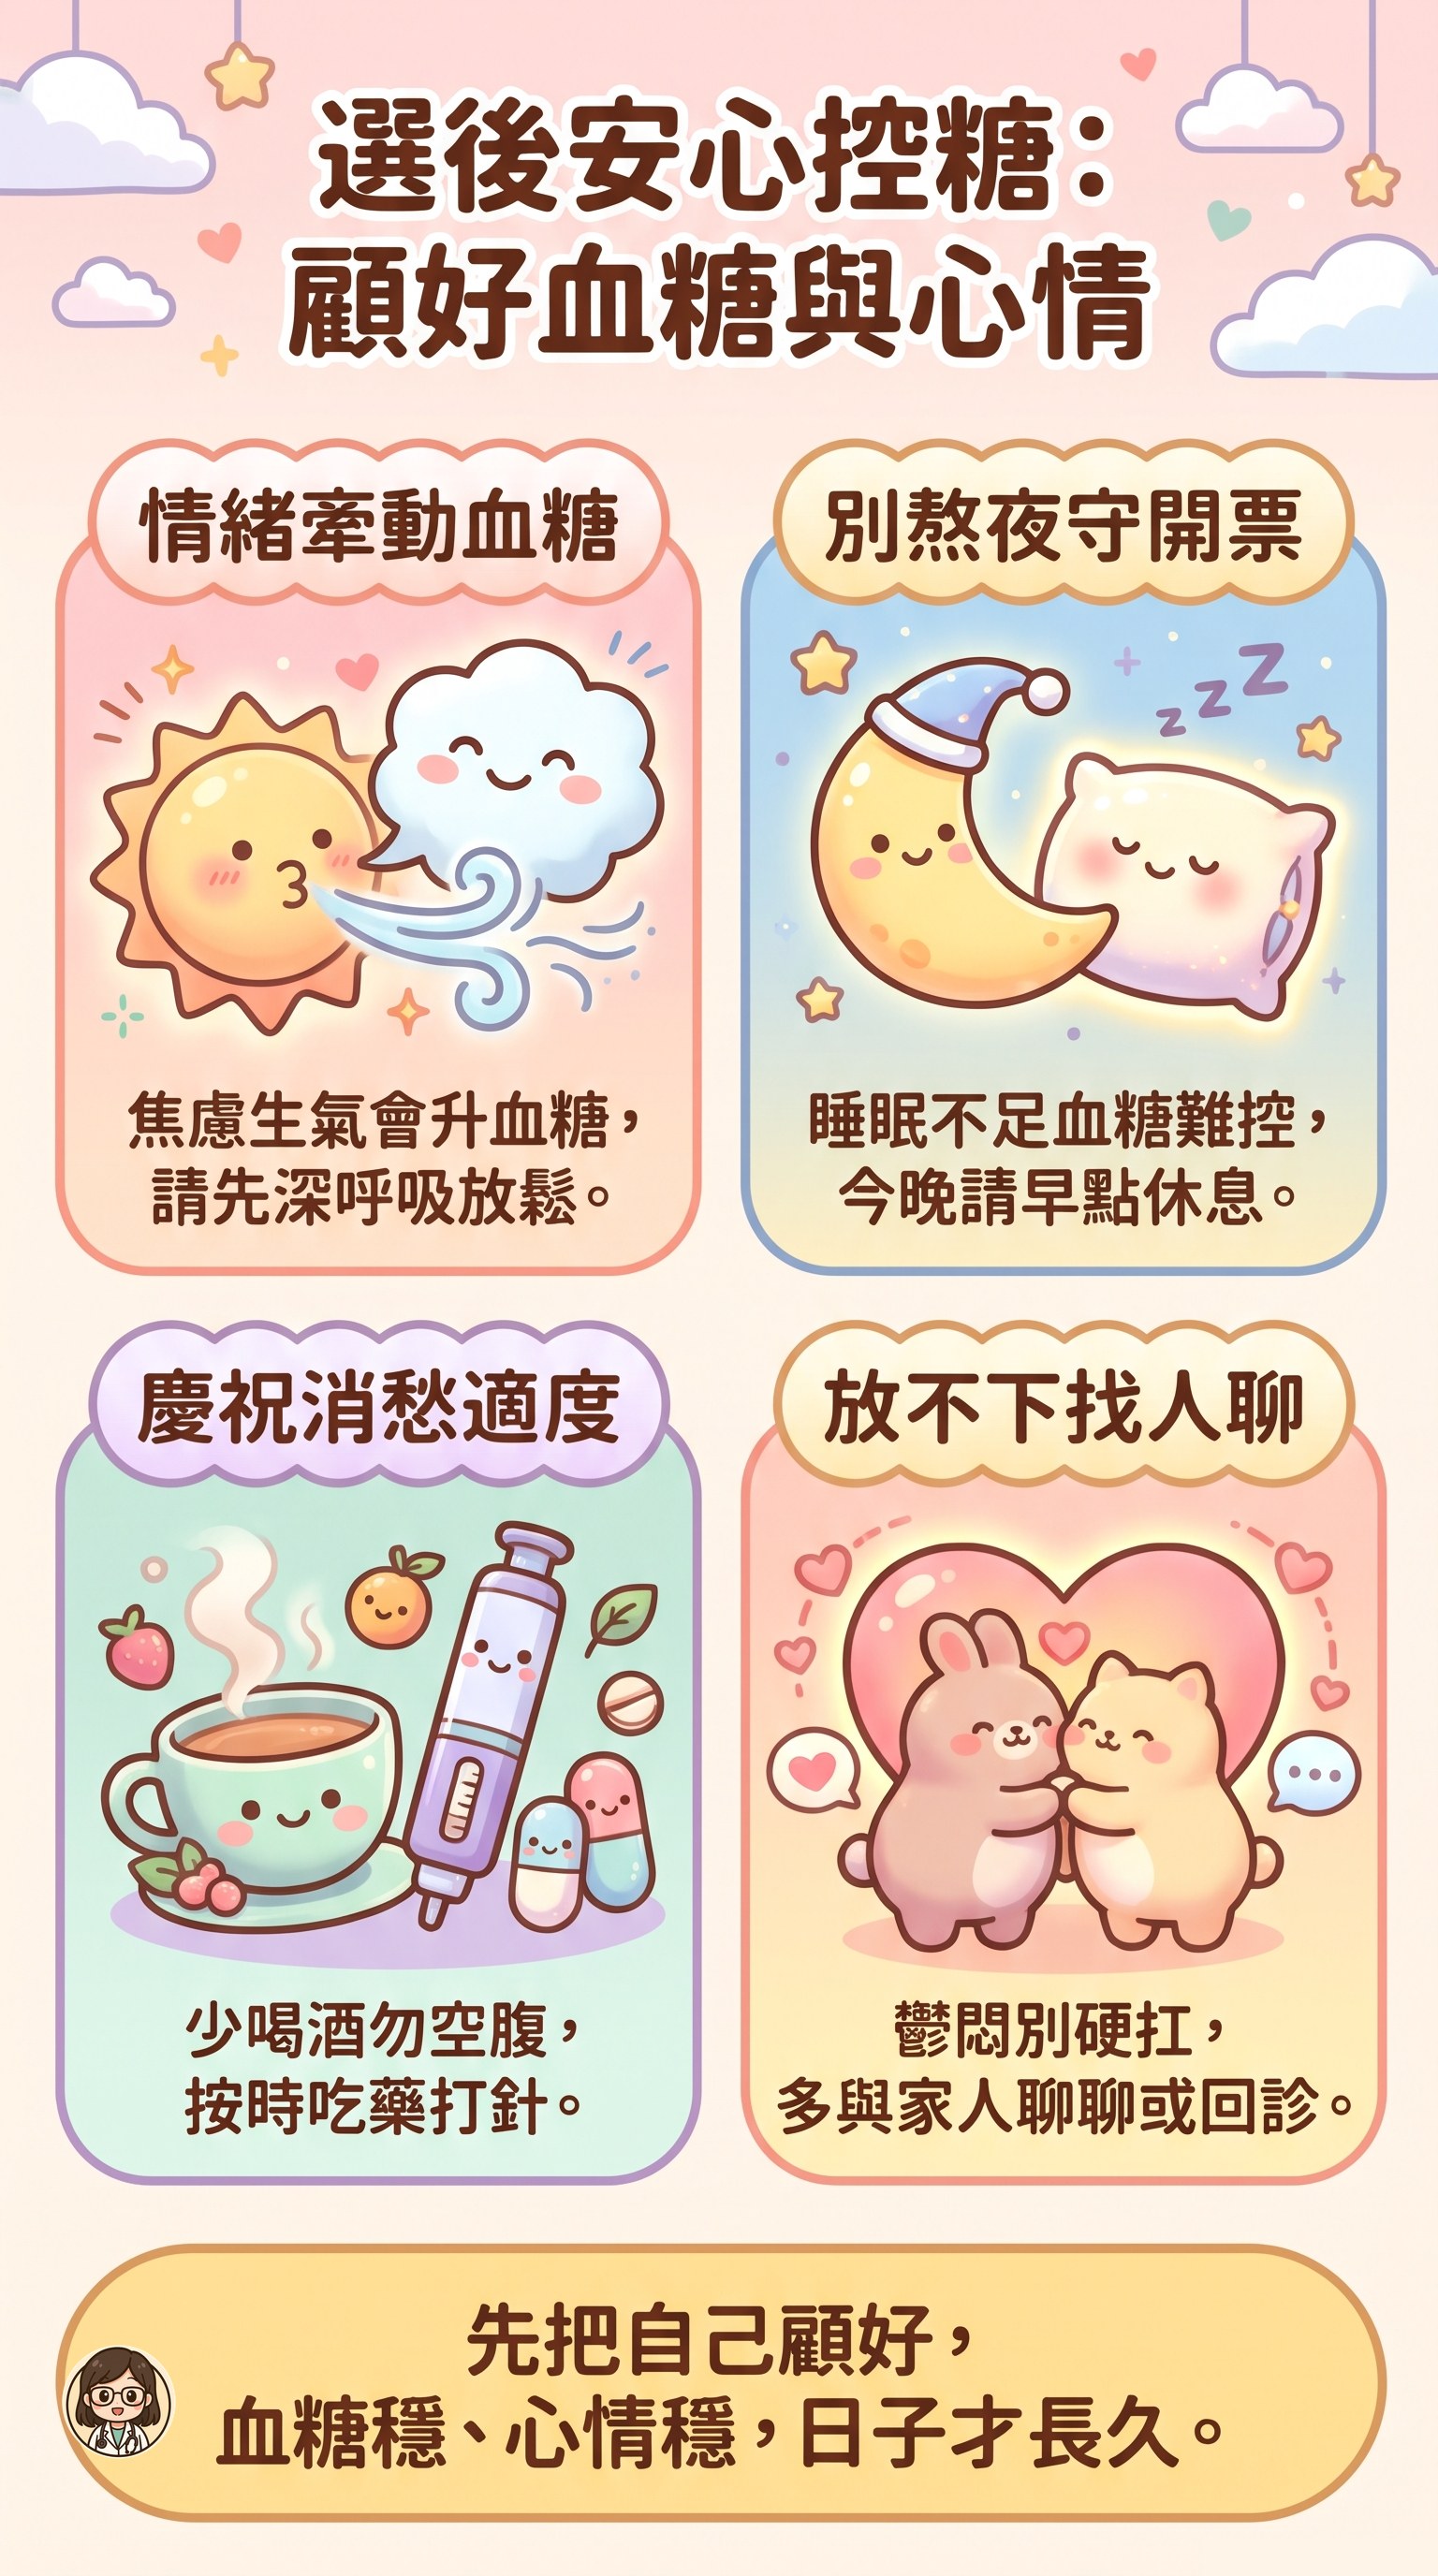 選後安心控糖：
顧好血糖與心情
情緒牽動血糖
焦慮生氣會升血糖，
請先深呼吸放鬆。
別熬夜守開票
zzZ
睡眠不足血糖難控，
今晚請早點休息。
慶祝消愁適度
少喝酒勿空腹，
按時吃藥打針。
放不下找人聊
鬱悶別硬扛，
多與家人聊聊或回診。
先把自己顧好，
血糖穩、心情穩，日子才長久。